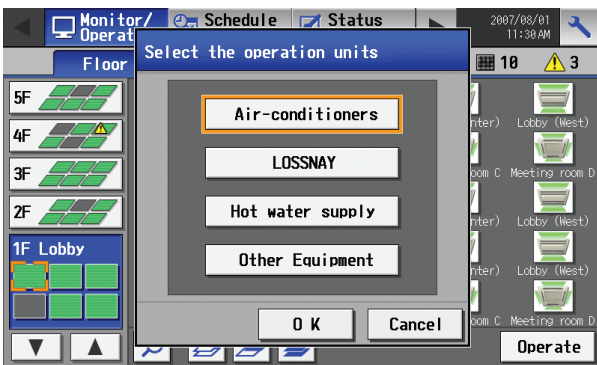 Monitor/
Operat
Schedule
Status
2007/08/01
11:30AM
Floor
10
3
Select the operation units
Air-conditioners
LOSSNAY
Hot water supply
Other Equipment
O K
Cancel
5F
4F
3F
2F
1F Lobby
nter)
Lobby (West)
oom C
Meeting room D
nter)
Lobby (West)
nter)
Lobby (West)
oom C
Meeting room D
Operate